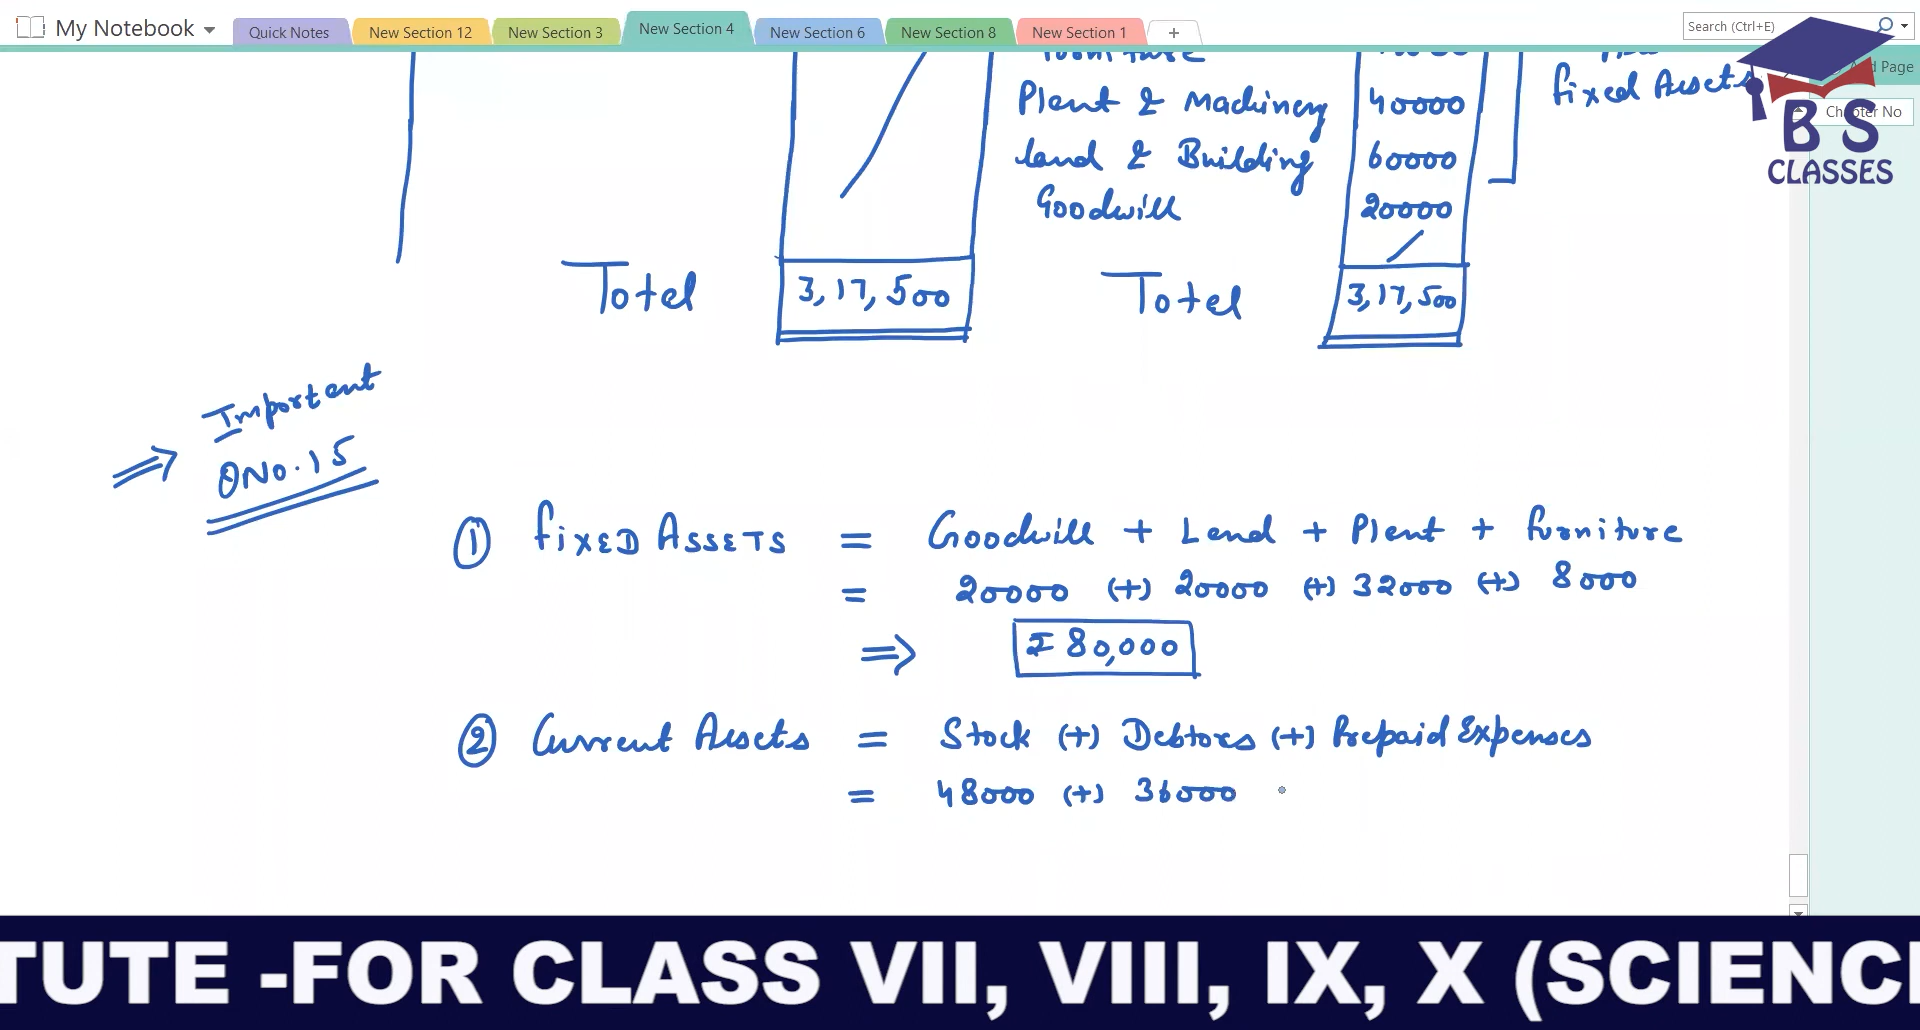 My Notebook
Quick Notes
New Section 12
New Section 3
New Section 4
New Section 6
New Section 8
New Section 1
+
Search (Ctrl+E)
Page
furniture
fixed Assets
Plant & Machinery 40000
Land & Building 60000
Goodwill 20000
Total 3,17,500 Total 3,17,500
B S
CLASSES
Important
QNo. 15
① FIXED ASSETS = Goodwill + Land + Plant + furniture
= 20000 (+) 20000 (+) 32000 (+) 8000
⇒ ₹ 80,000
② Current Assets = Stock (+) Debtors (+) Prepaid Expenses
= 48000 (+) 36000
TUTE -FOR CLASS VII, VIII, IX, X (SCIENC